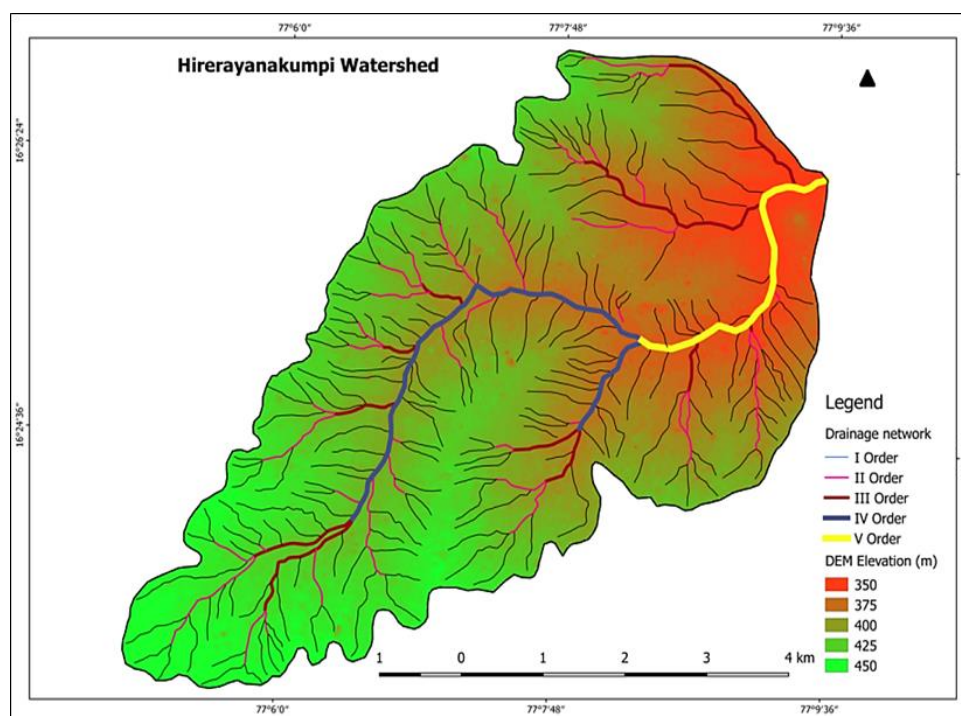 77°6'0"
77°7'48"
77°9'36"
Hirerayanakumpi Watershed
16°26'24"
16°24'36"
Legend
Drainage network
I Order
II Order
III Order
IV Order
V Order
DEM Elevation (m)
350
375
400
425
450
1 0 1 2 3 4 km
77°6'0"
77°7'48"
77°9'36"